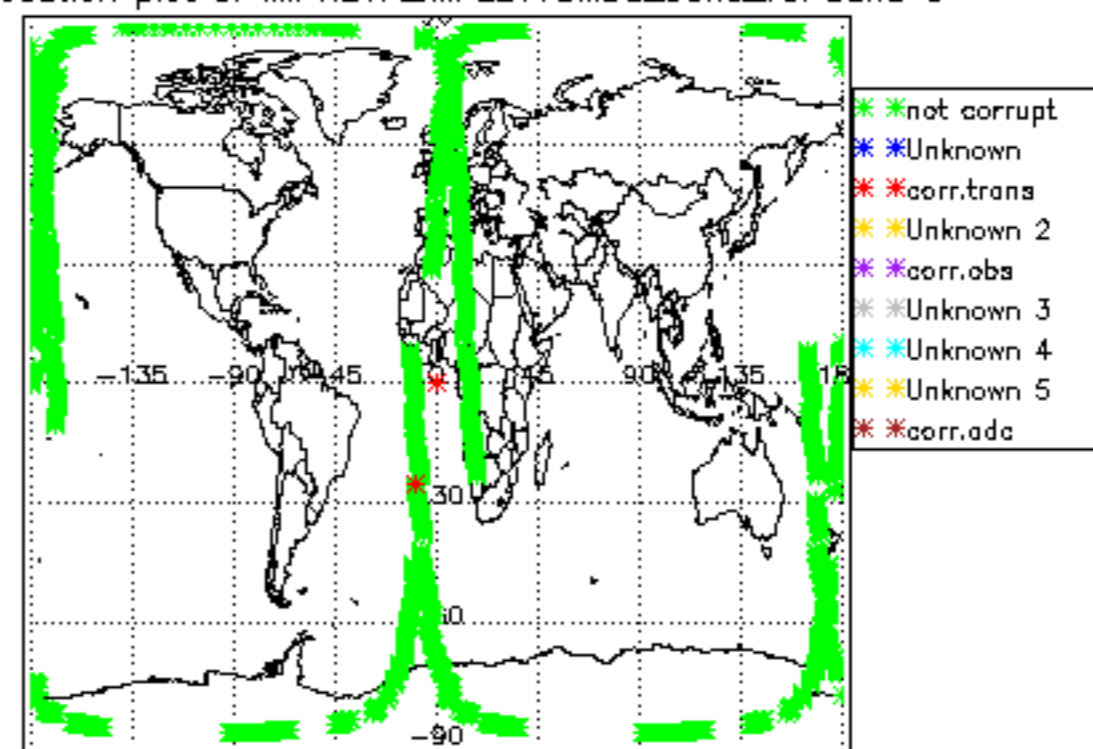 not corrupt
Unknown
corr.trans
Unknown 2
corr.obs
Unknown 3
Unknown 4
Unknown 5
corr.adc
-135 -90 45 45 90 135
30
-90